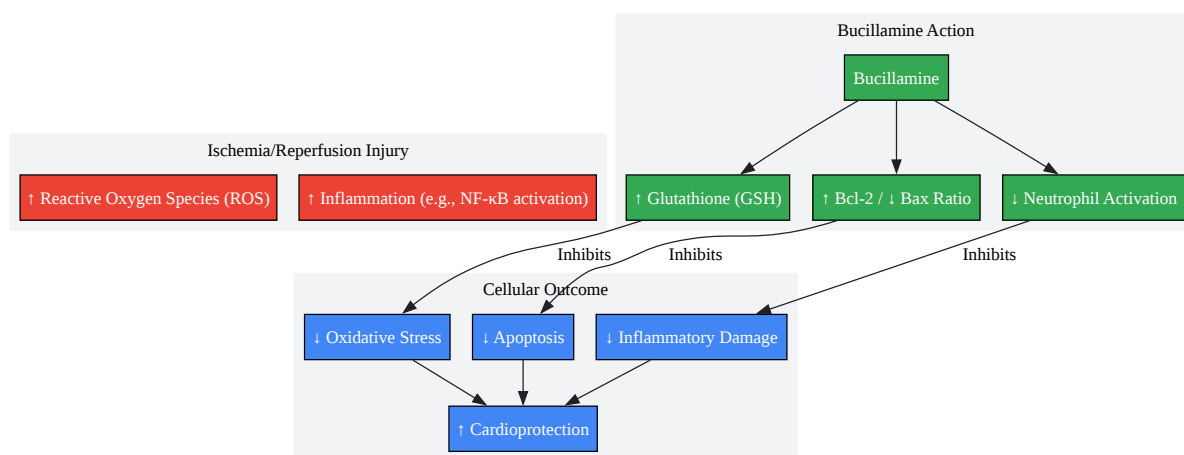 Bucillamine Action
Bucillamine
Ischemia/Reperfusion Injury
↑ Reactive Oxygen Species (ROS)
↑ Inflammation (e.g., NF-κB activation)
↑ Glutathione (GSH)
↑ Bcl-2 / ↓ Bax Ratio
↓ Neutrophil Activation
Inhibits
Inhibits
Inhibits
Cellular Outcome
↓ Oxidative Stress
↓ Apoptosis
↓ Inflammatory Damage
↑ Cardioprotection